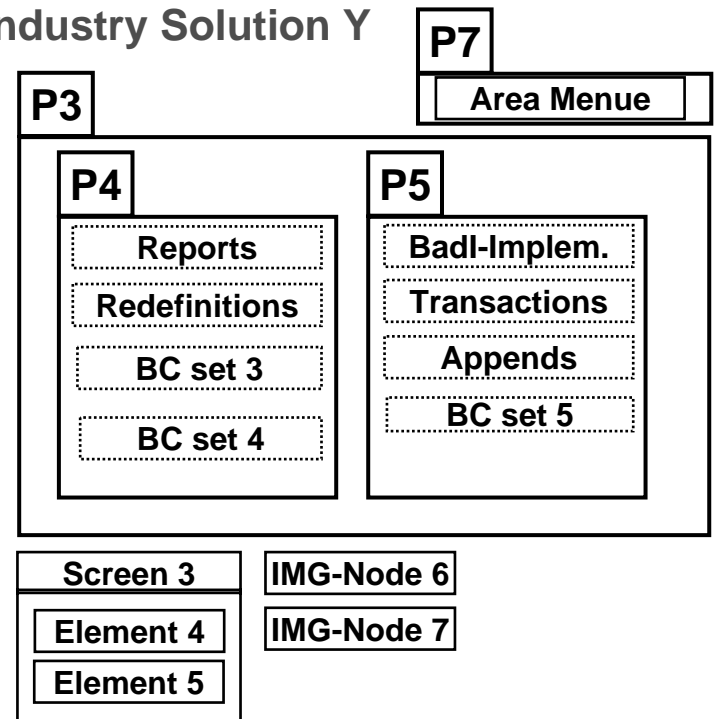 ndustry Solution Y
P7
Area Menue
P3
P4
Reports
Redefinitions
BC set 3
BC set 4
P5
BadI-Implem.
Transactions
Appends
BC set 5
Screen 3
Element 4
Element 5
IMG-Node 6
IMG-Node 7